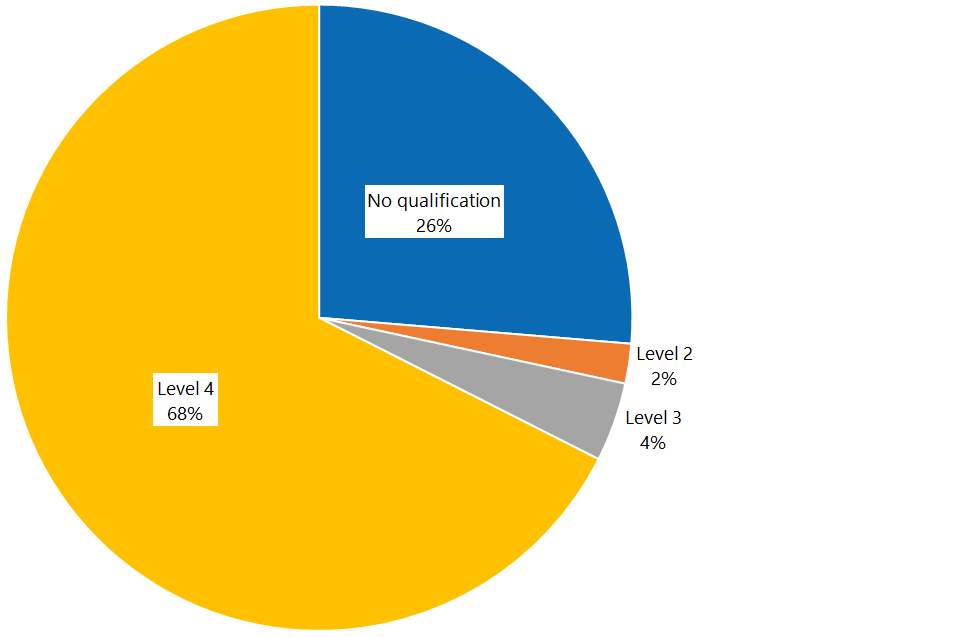 No qualification
26%
Level 2
2%
Level 3
4%
Level 4
68%